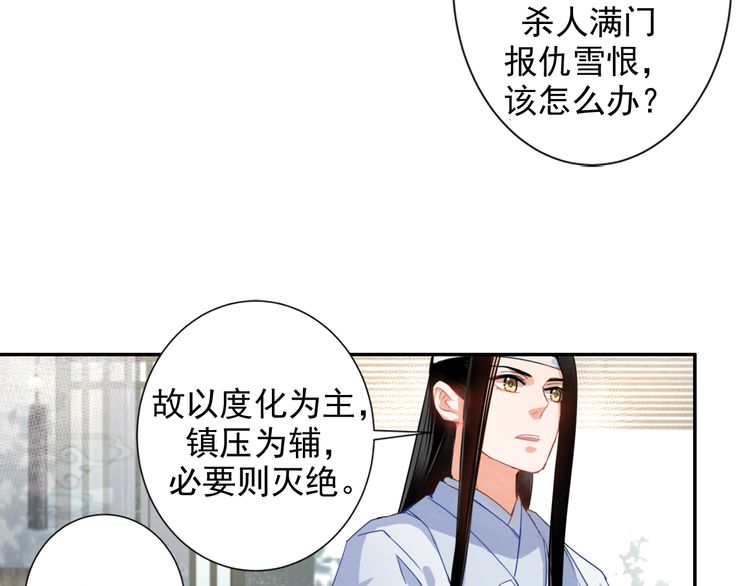 杀人满门
报仇雪恨，
该怎么办？
故以度化为主，
镇压为辅，
必要则灭绝。